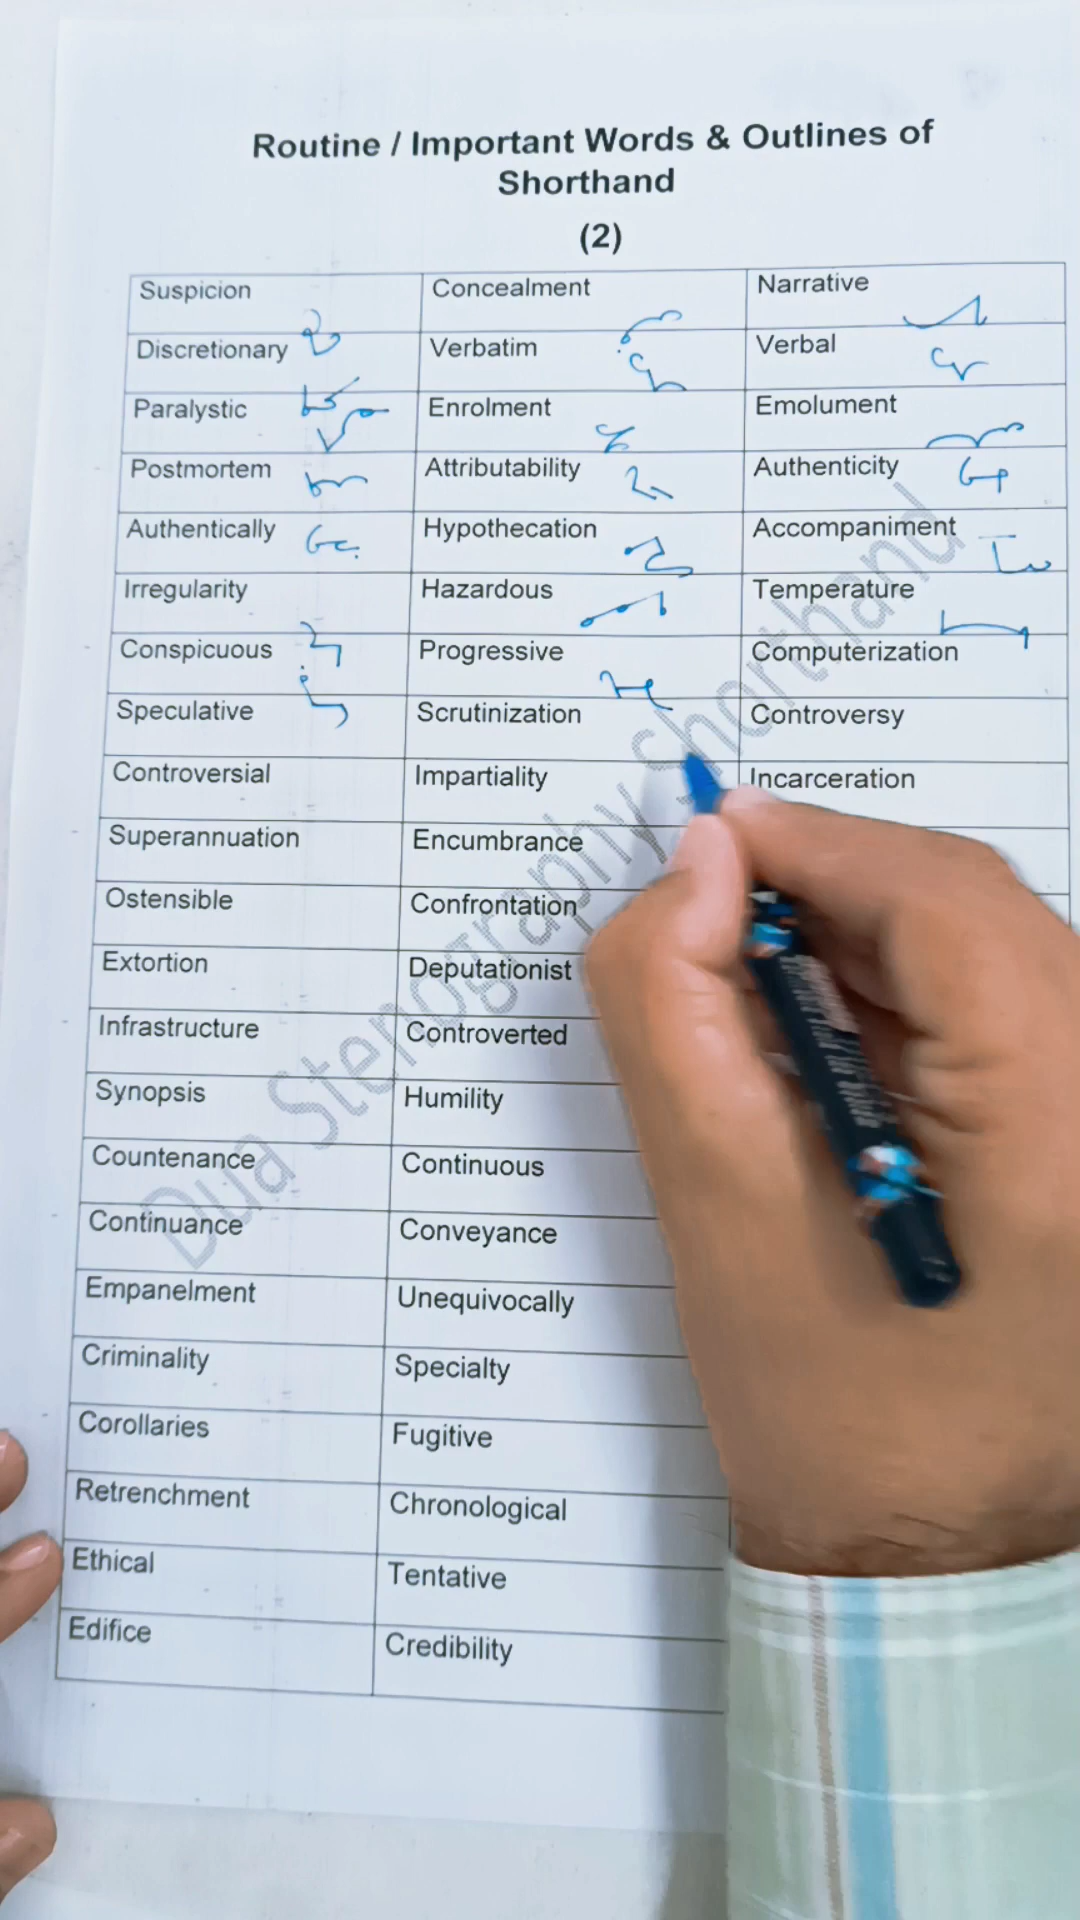 Routine / Important Words & Outlines of
Shorthand
(2)
Suspicion Concealment Narrative
Discretionary Verbatim Verbal
Paralystic Enrolment Emolument
Postmortem Attributability Authenticity
Authentically Hypothecation Accompaniment
Irregularity Hazardous Temperature
Conspicuous Progressive Computerization
Speculative Scrutinization Controversy
Controversial Impartiality Incarceration
Superannuation Encumbrance
Ostensible Confrontation
Extortion Deputationist
Infrastructure Controverted
Synopsis Humility
Countenance Continuous
Continuance Conveyance
Empanelment Unequivocally
Criminality Specialty
Corollaries Fugitive
Retrenchment Chronological
Ethical Tentative
Edifice Credibility
Dua Stenography Shorthand